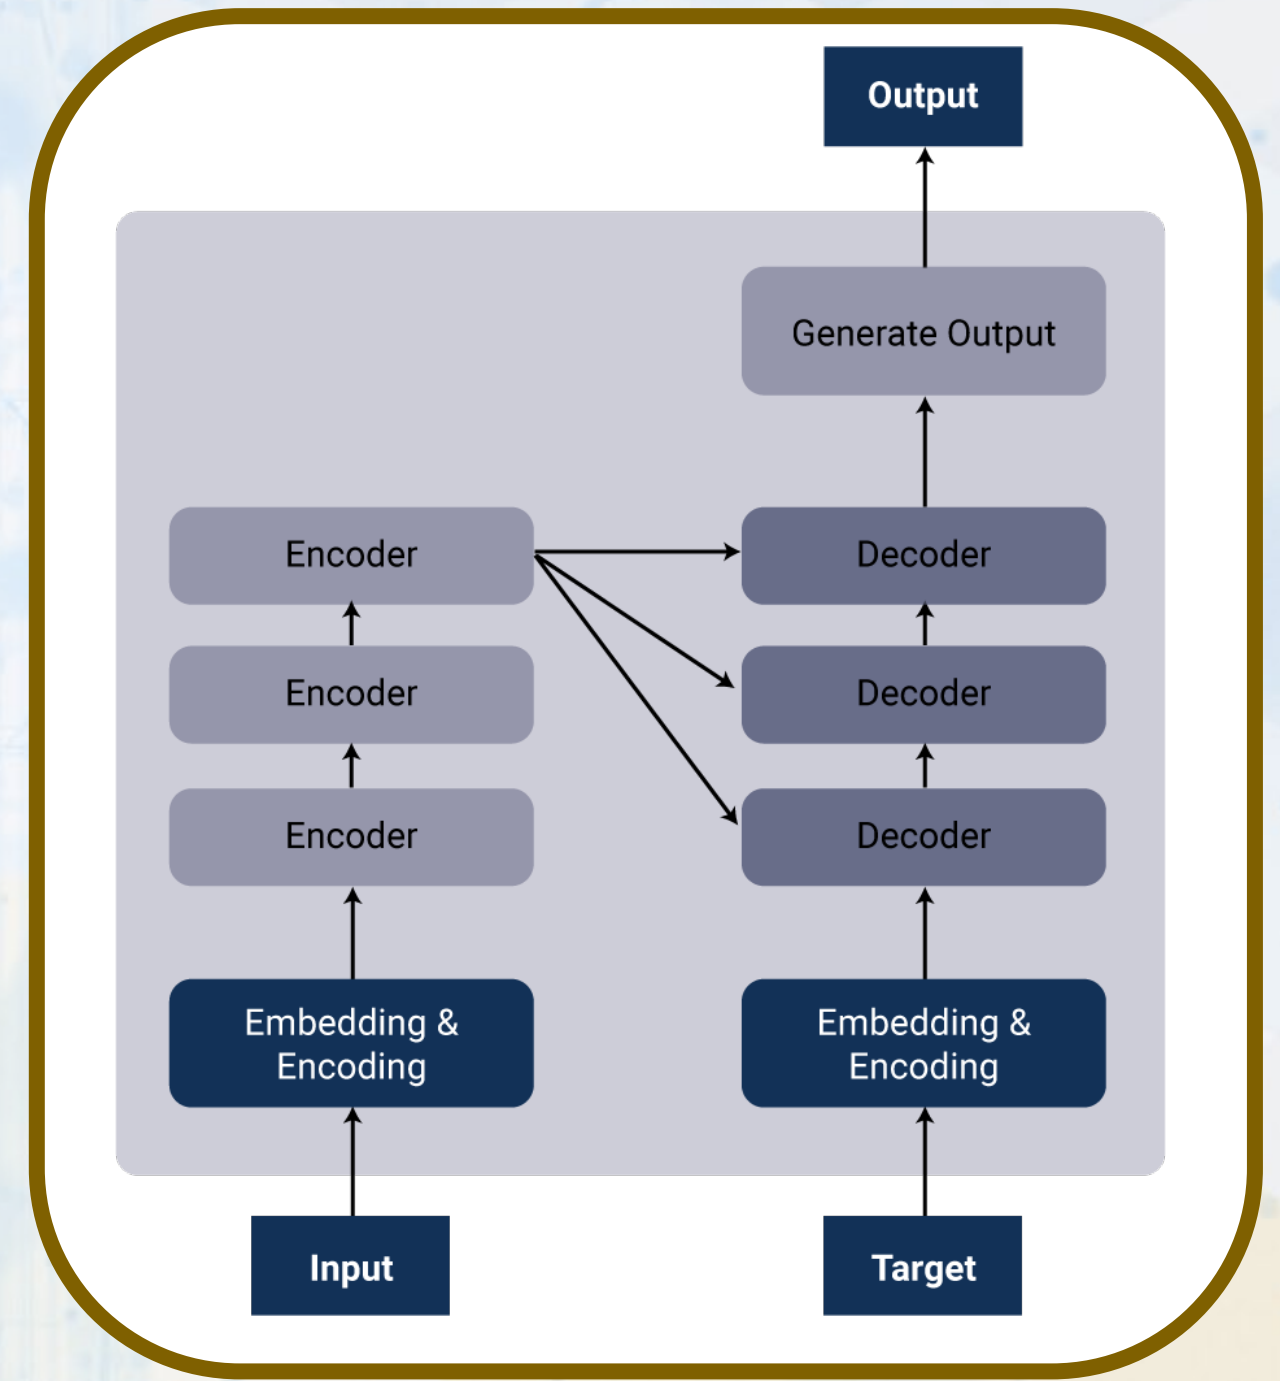 Output
Generate Output
Encoder
Decoder
Encoder
Decoder
Encoder
Decoder
Embedding &
Encoding
Embedding &
Encoding
Input
Target